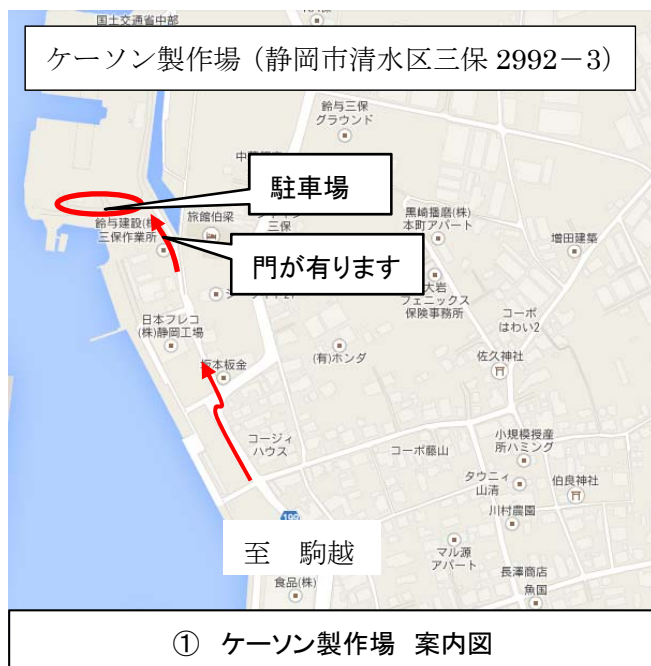 国土交通省中部
ケーソン製作場（静岡市清水区三保 2992－3）
鈴与三保
グラウンド
駐車場
鈴与建設(株)
三保作業所
旅館伯梁
三保
黒崎播磨(株)
本町アパート
増田建築
門が有ります
大岩
フェニックス
保険事務所
コーポ
はわい2
日本フレコ
(株)静岡工場
(有)ホンダ
佐久神社
坂本板金
コージィ
ハウス
コーポ藤山
小規模授産
所ハミング
タウニィ
山清
伯良神社
川村農園
199
至 駒越
マル源
アパート
食品(株)
長澤商店
魚国
① ケーソン製作場 案内図